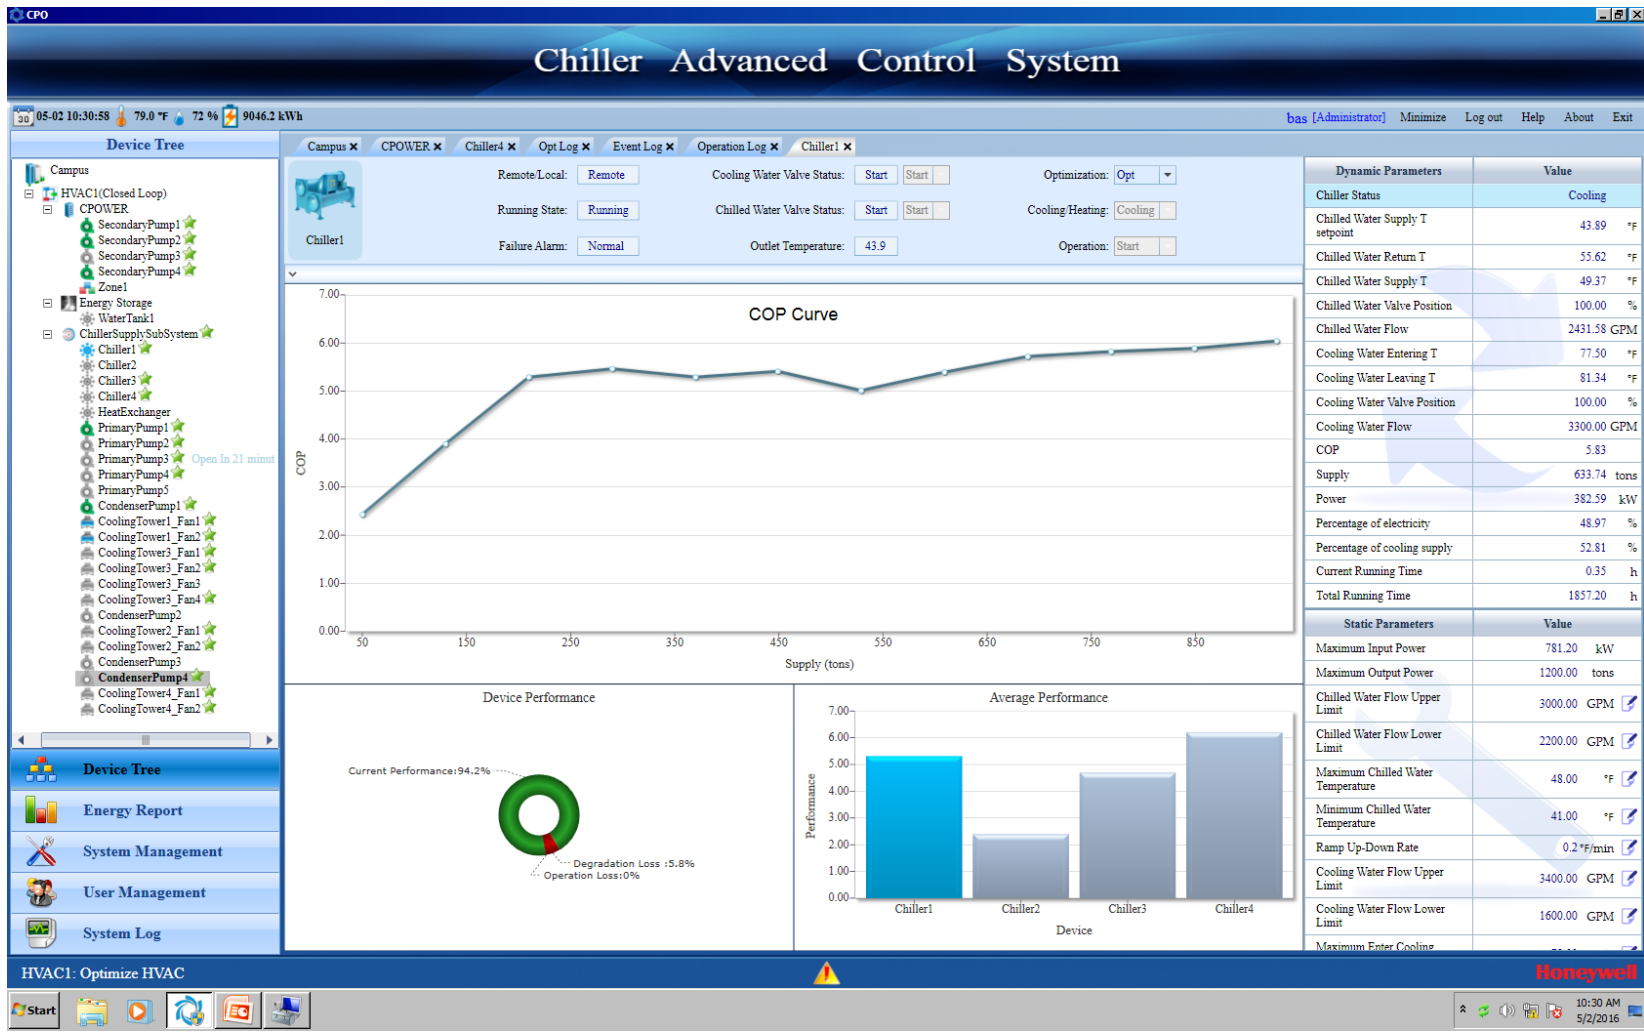 CPO
Chiller Advanced Control System
30 05-02 10:30:58 79.0 °F 72 % 9046.2 kWh
bas [Administrator] Minimize Log out Help About Exit
Device Tree
Campus
HVAC1(Closed Loop)
CPOWER
SecondaryPump1
SecondaryPump2
SecondaryPump3
SecondaryPump4
Zone1
Energy Storage
WaterTank1
ChillerSupplySubSystem
Chiller1
Chiller2
Chiller3
Chiller4
HeatExchanger
PrimaryPump1
PrimaryPump2
PrimaryPump3 Open In 21 minut
PrimaryPump4
PrimaryPump5
CondenserPump1
CoolingTower1_Fan1
CoolingTower1_Fan2
CoolingTower3_Fan1
CoolingTower3_Fan2
CoolingTower3_Fan3
CoolingTower3_Fan4
CondenserPump2
CoolingTower2_Fan1
CoolingTower2_Fan2
CondenserPump3
CondenserPump4
CoolingTower4_Fan1
CoolingTower4_Fan2
Device Tree
Energy Report
System Management
User Management
System Log
Campus CPOWER Chiller4 Opt Log Event Log Operation Log Chiller1
Chiller1
Remote/Local: Remote Cooling Water Valve Status: Start Start Optimization: Opt
Running State: Running Chilled Water Valve Status: Start Start Cooling/Heating: Cooling
Failure Alarm: Normal Outlet Temperature: 43.9 Operation: Start
COP Curve
7.00
6.00
5.00
4.00
3.00
2.00
1.00
0.00
COP
50 150 250 350 450 550 650 750 850
Supply (tons)
Device Performance
Current Performance:94.2%
Degradation Loss :5.8%
Operation Loss:0%
Average Performance
7.00
6.00
5.00
4.00
3.00
2.00
1.00
0.00
Performance
Chiller1 Chiller2 Chiller3 Chiller4
Device
Dynamic Parameters Value
Chiller Status Cooling
Chilled Water Supply T setpoint 43.89 °F
Chilled Water Return T 55.62 °F
Chilled Water Supply T 49.37 °F
Chilled Water Valve Position 100.00 %
Chilled Water Flow 2431.58 GPM
Cooling Water Entering T 77.50 °F
Cooling Water Leaving T 81.34 °F
Cooling Water Valve Position 100.00 %
Cooling Water Flow 3300.00 GPM
COP 5.83
Supply 633.74 tons
Power 382.59 kW
Percentage of electricity 48.97 %
Percentage of cooling supply 52.81 %
Current Running Time 0.35 h
Total Running Time 1857.20 h
Static Parameters Value
Maximum Input Power 781.20 kW
Maximum Output Power 1200.00 tons
Chilled Water Flow Upper Limit 3000.00 GPM
Chilled Water Flow Lower Limit 2200.00 GPM
Maximum Chilled Water Temperature 48.00 °F
Minimum Chilled Water Temperature 41.00 °F
Ramp Up-Down Rate 0.2 °F/min
Cooling Water Flow Upper Limit 3400.00 GPM
Cooling Water Flow Lower Limit 1600.00 GPM
Maximum Enter Cooling
HVAC1: Optimize HVAC
Honeywell
Start
10:30 AM
5/2/2016